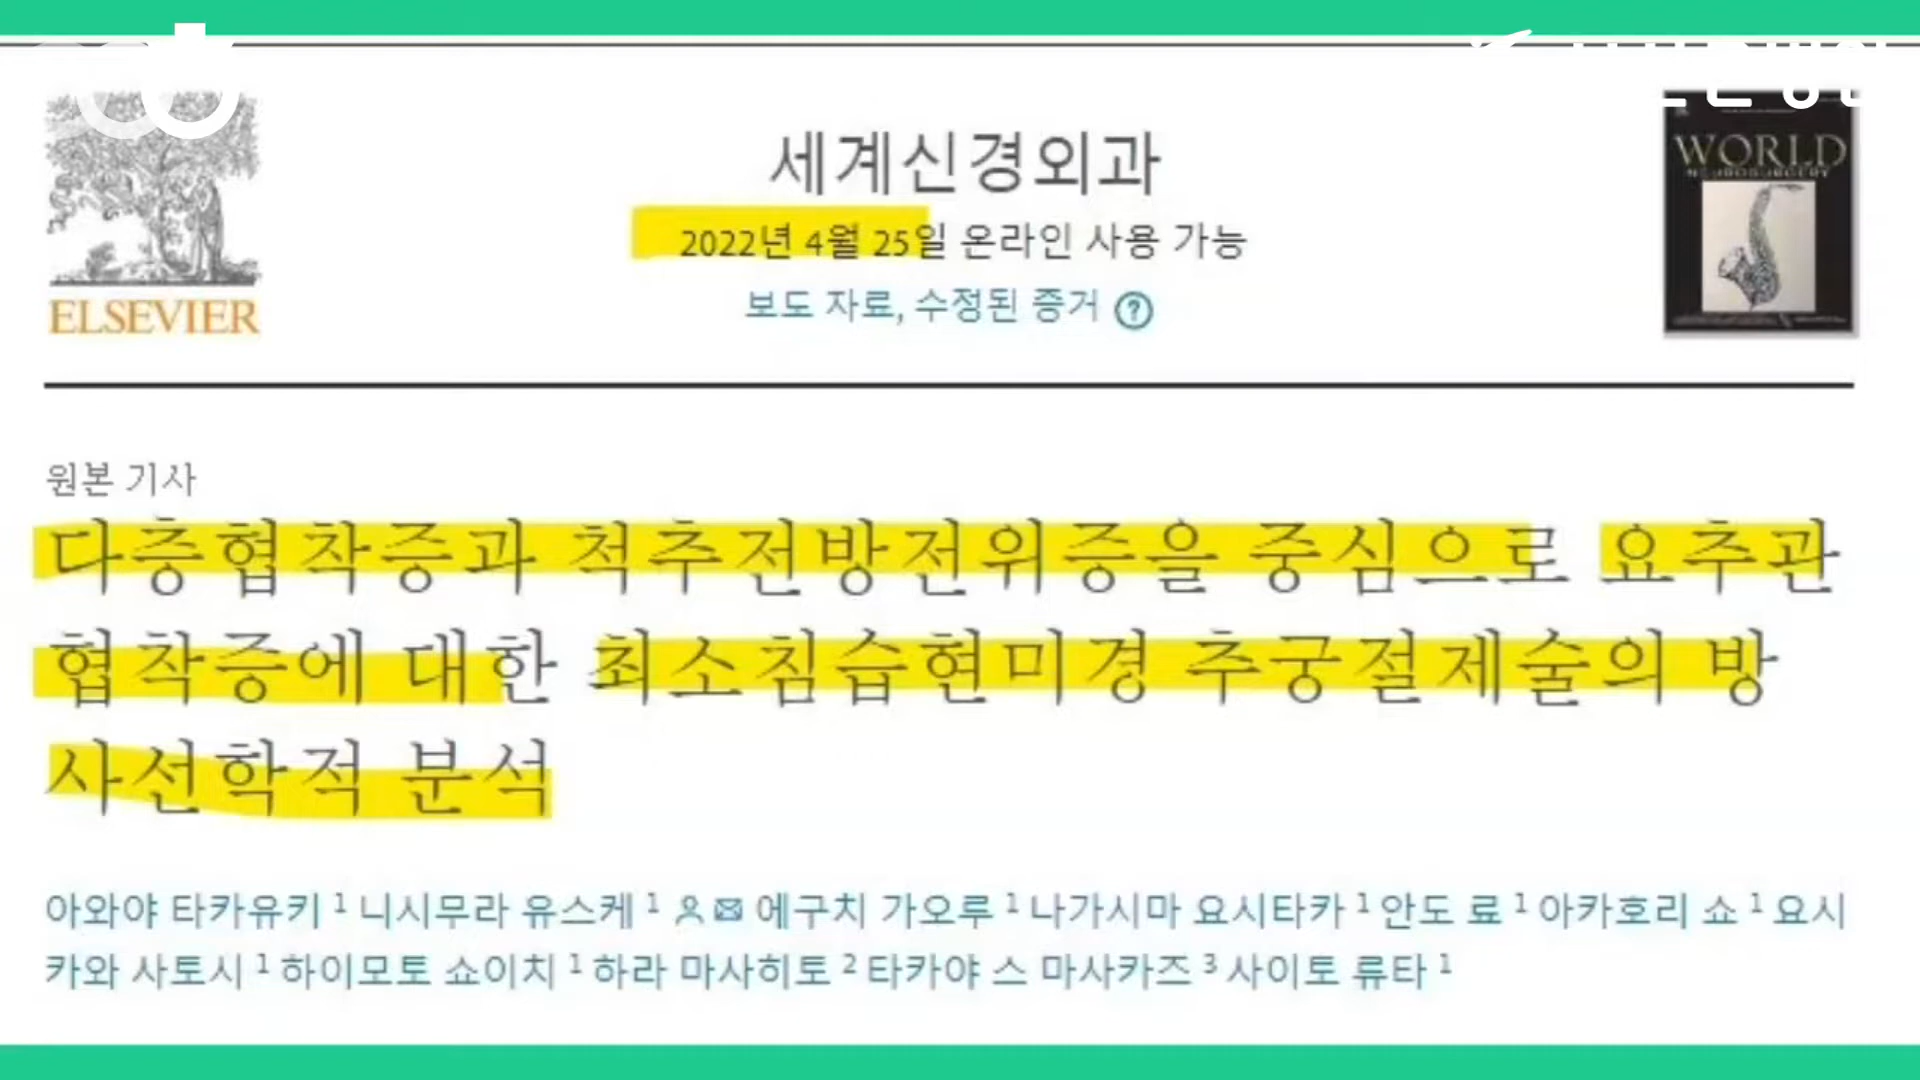 ELSEVIER
세계신경외과
2022년 4월 25일 온라인 사용 가능
보도 자료, 수정된 증거 ?
WORLD
NEUROSURGERY
원본 기사
다층협착증과 척추전방전위증을 중심으로 요추관
협착증에 대한 최소침습현미경 추궁절제술의 방
사선학적 분석
아와야 타카유키 1 니시무라 유스케 1 에구치 가오루 1 나가시마 요시타카 1 안도 료 1 아카호리 쇼 1 요시
카와 사토시 1 하이모토 쇼이치 1 하라 마사히토 2 타카야 스 마사카즈 3 사이토 류타 1